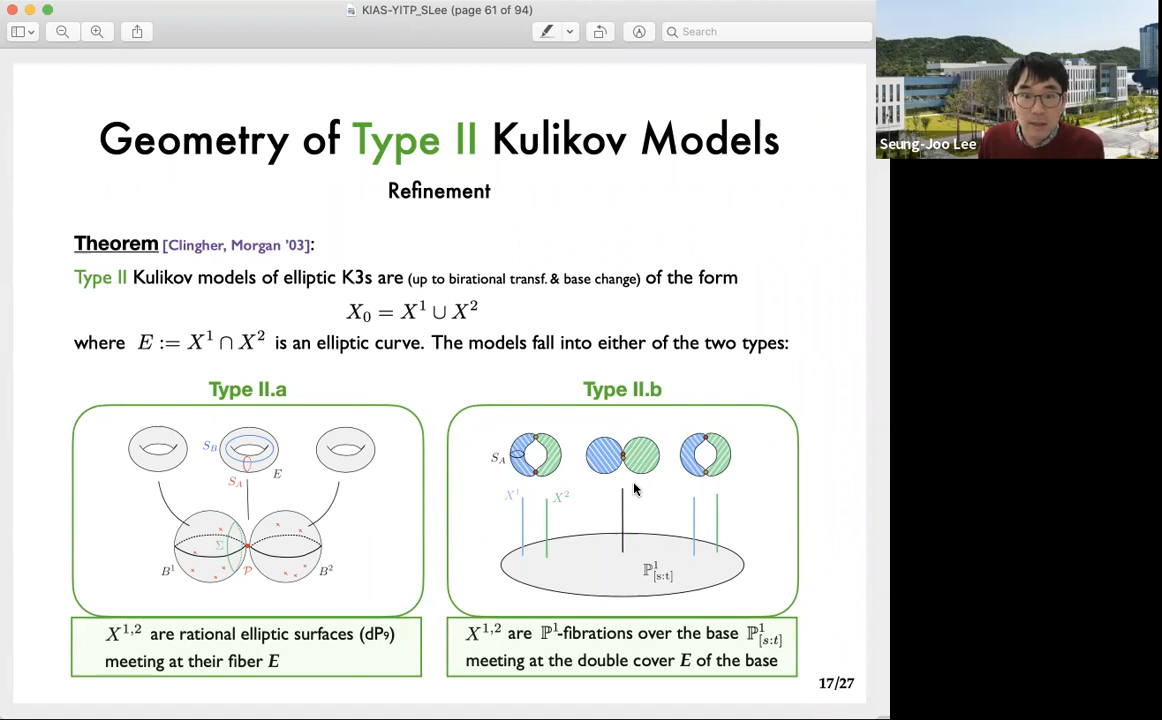 KIAS-YITP_SLee (page 61 of 94)
Search
Seung-Joo Lee
Geometry of Type II Kulikov Models
Refinement
Theorem [Clingher, Morgan '03]:
Type II Kulikov models of elliptic K3s are (up to birational transf. & base change) of the form
X₀ = X¹ ∪ X²
where E := X¹ ∩ X² is an elliptic curve. The models fall into either of the two types:
Type II.a
S_B
E
S_A
Σ
B¹
P
B²
X¹,² are rational elliptic surfaces (dP₉)
meeting at their fiber E
Type II.b
S_A
X¹
X²
ℙ¹[s:t]
X¹,² are ℙ¹-fibrations over the base ℙ¹[s:t]
meeting at the double cover E of the base
17/27